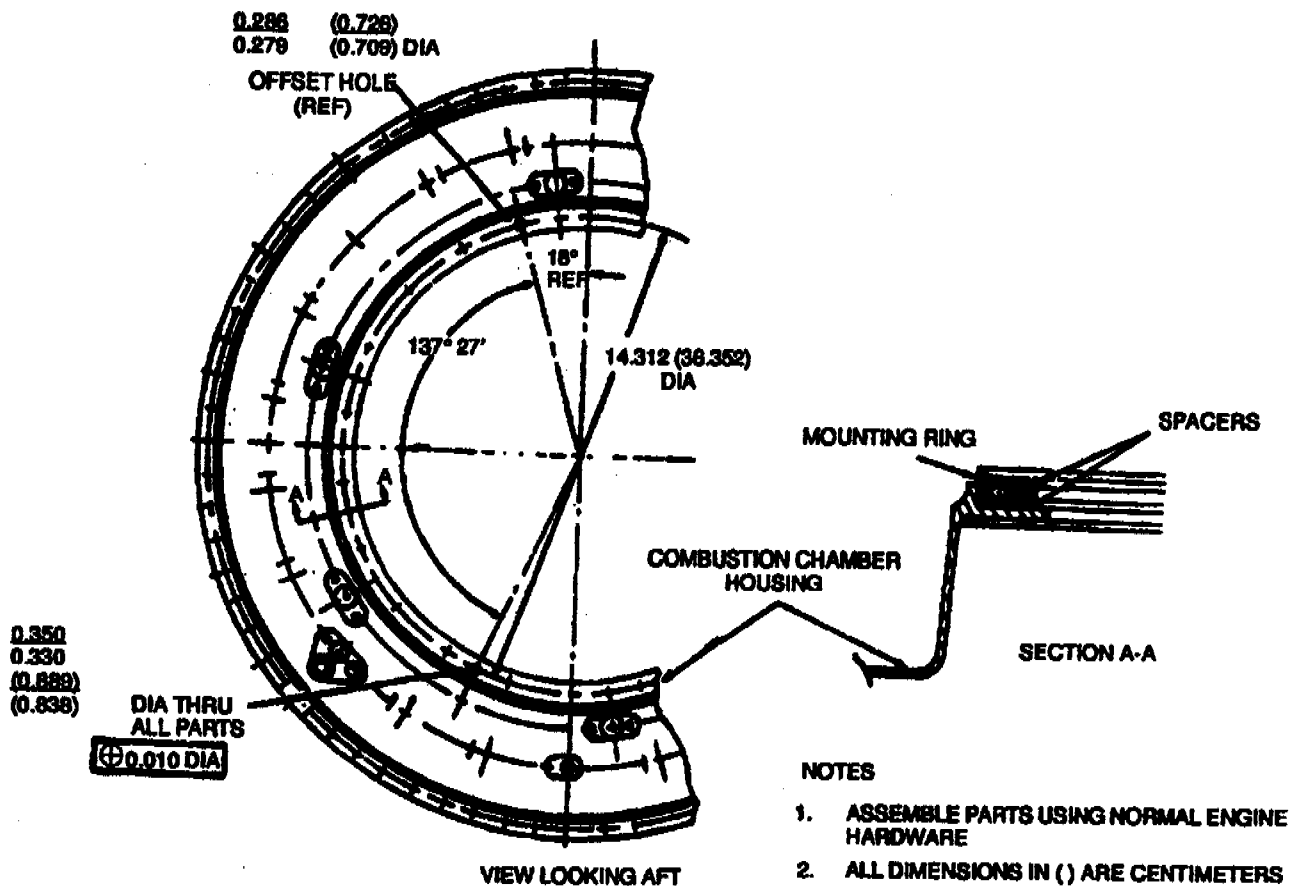 0.286 (0.726)
0.279 (0.709) DIA
OFFSET HOLE
(REF)
15°
REF
137° 27'
14.312 (36.352)
DIA
A A
MOUNTING RING
SPACERS
COMBUSTION CHAMBER
HOUSING
SECTION A-A
0.350
0.330
(0.889)
(0.838)
DIA THRU
ALL PARTS
⌖0.010 DIA
VIEW LOOKING AFT
NOTES
1. ASSEMBLE PARTS USING NORMAL ENGINE
HARDWARE
2. ALL DIMENSIONS IN ( ) ARE CENTIMETERS